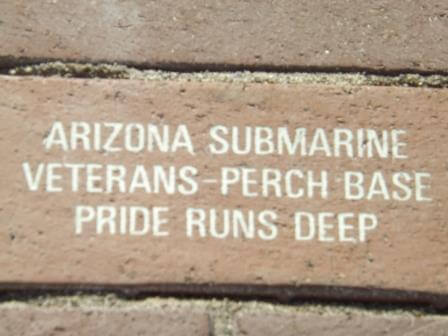 ARIZONA SUBMARINE
VETERANS-PERCH BASE
PRIDE RUNS DEEP